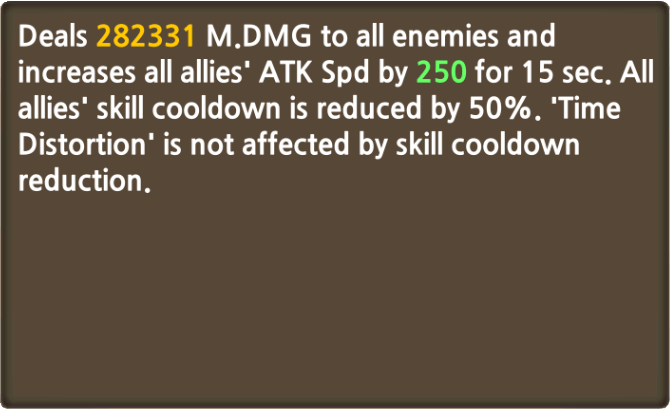 Deals 282331 M.DMG to all enemies and
increases all allies' ATK Spd by 250 for 15 sec. All
allies' skill cooldown is reduced by 50%. 'Time
Distortion' is not affected by skill cooldown
reduction.